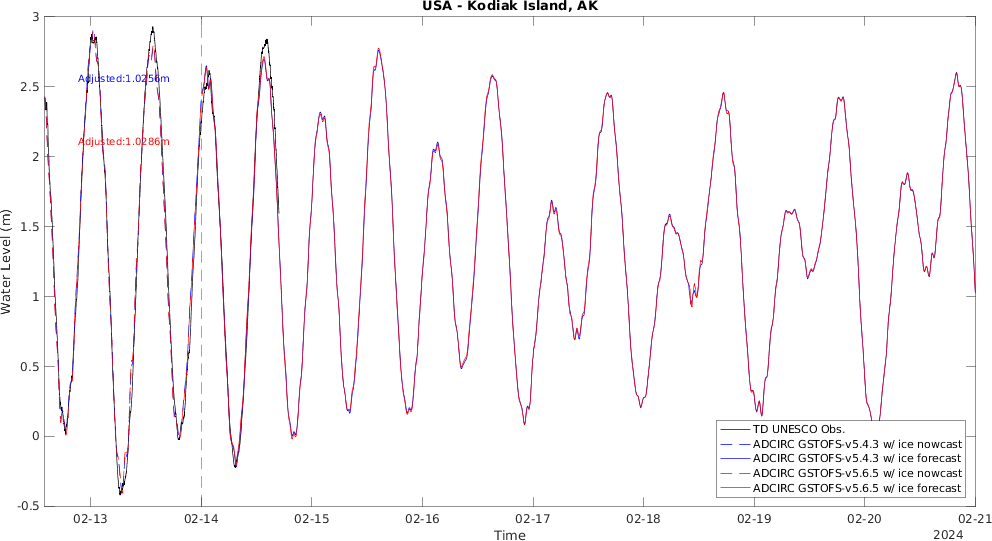 USA - Kodiak Island, AK
Water Level (m)
3
2.5
2
1.5
1
0.5
0
-0.5
Adjusted:1.0256m
Adjusted:1.0286m
TD UNESCO Obs.
ADCIRC GSTOFS-v5.4.3 w/ ice nowcast
ADCIRC GSTOFS-v5.4.3 w/ ice forecast
ADCIRC GSTOFS-v5.6.5 w/ ice nowcast
ADCIRC GSTOFS-v5.6.5 w/ ice forecast
02-13 02-14 02-15 02-16 02-17 02-18 02-19 02-20 02-21
Time
2024